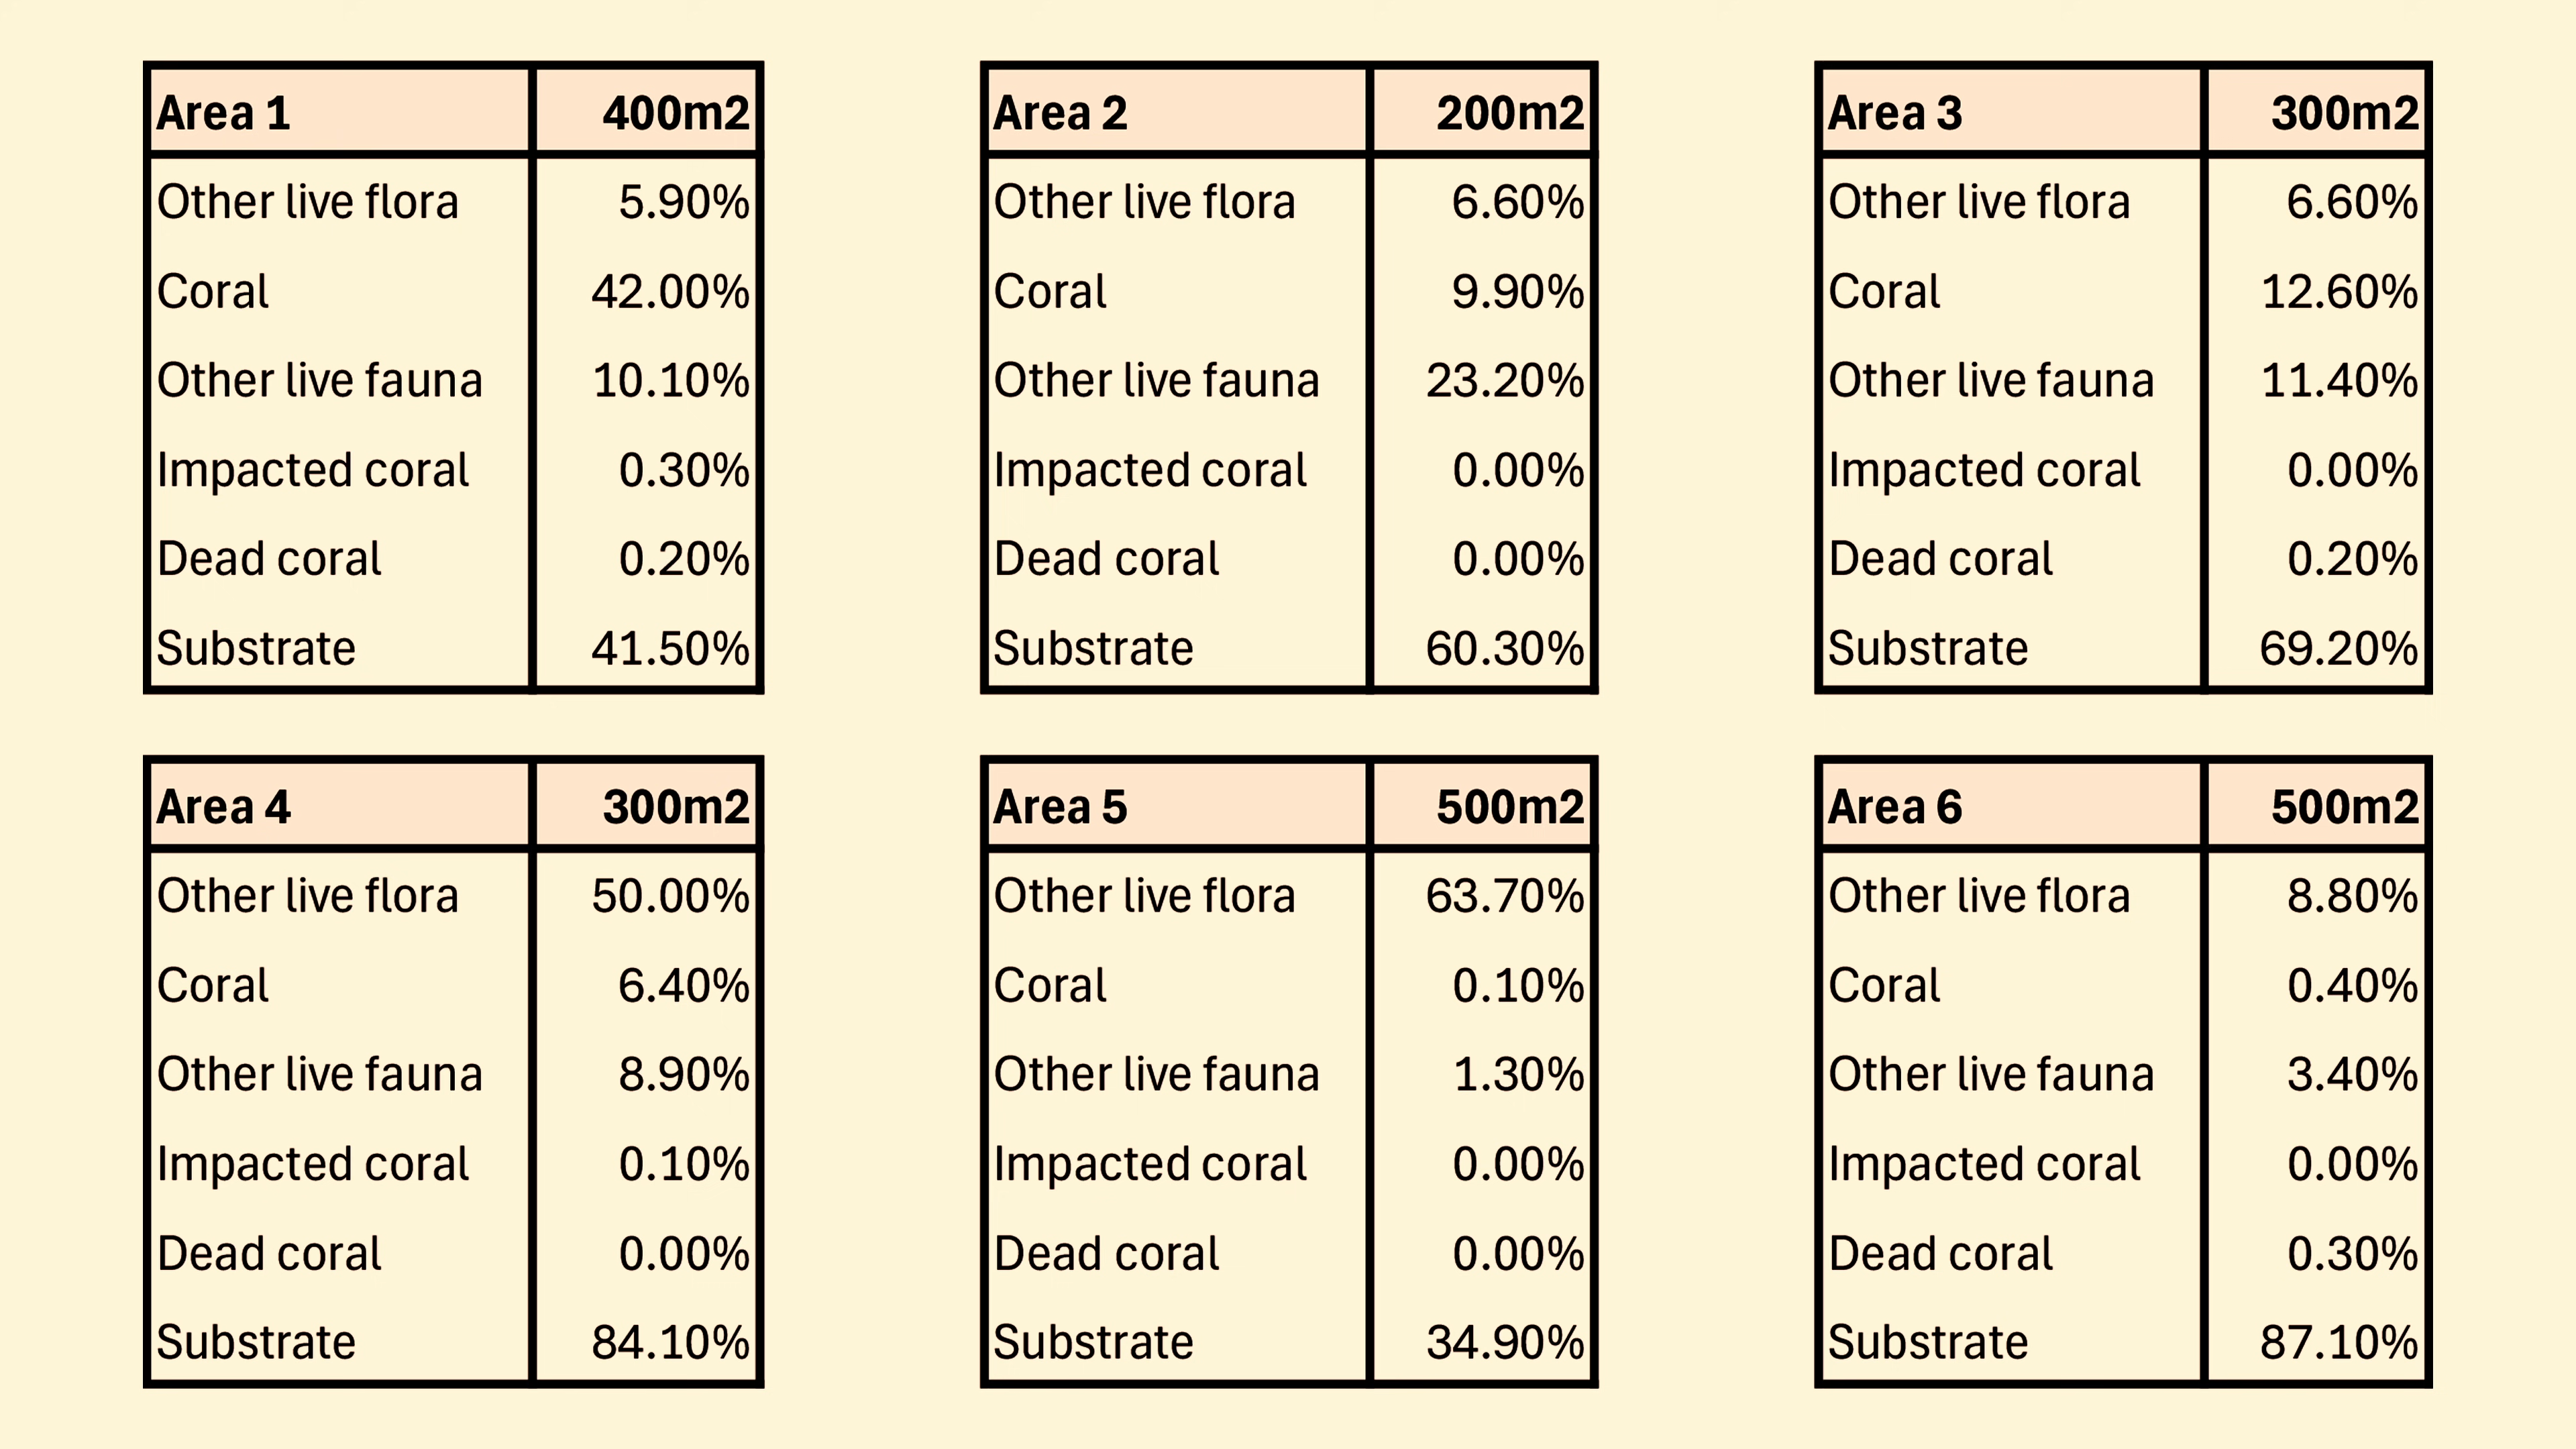 Area 1 400m2
Other live flora 5.90%
Coral 42.00%
Other live fauna 10.10%
Impacted coral 0.30%
Dead coral 0.20%
Substrate 41.50%
Area 2 200m2
Other live flora 6.60%
Coral 9.90%
Other live fauna 23.20%
Impacted coral 0.00%
Dead coral 0.00%
Substrate 60.30%
Area 3 300m2
Other live flora 6.60%
Coral 12.60%
Other live fauna 11.40%
Impacted coral 0.00%
Dead coral 0.20%
Substrate 69.20%
Area 4 300m2
Other live flora 50.00%
Coral 6.40%
Other live fauna 8.90%
Impacted coral 0.10%
Dead coral 0.00%
Substrate 84.10%
Area 5 500m2
Other live flora 63.70%
Coral 0.10%
Other live fauna 1.30%
Impacted coral 0.00%
Dead coral 0.00%
Substrate 34.90%
Area 6 500m2
Other live flora 8.80%
Coral 0.40%
Other live fauna 3.40%
Impacted coral 0.00%
Dead coral 0.30%
Substrate 87.10%